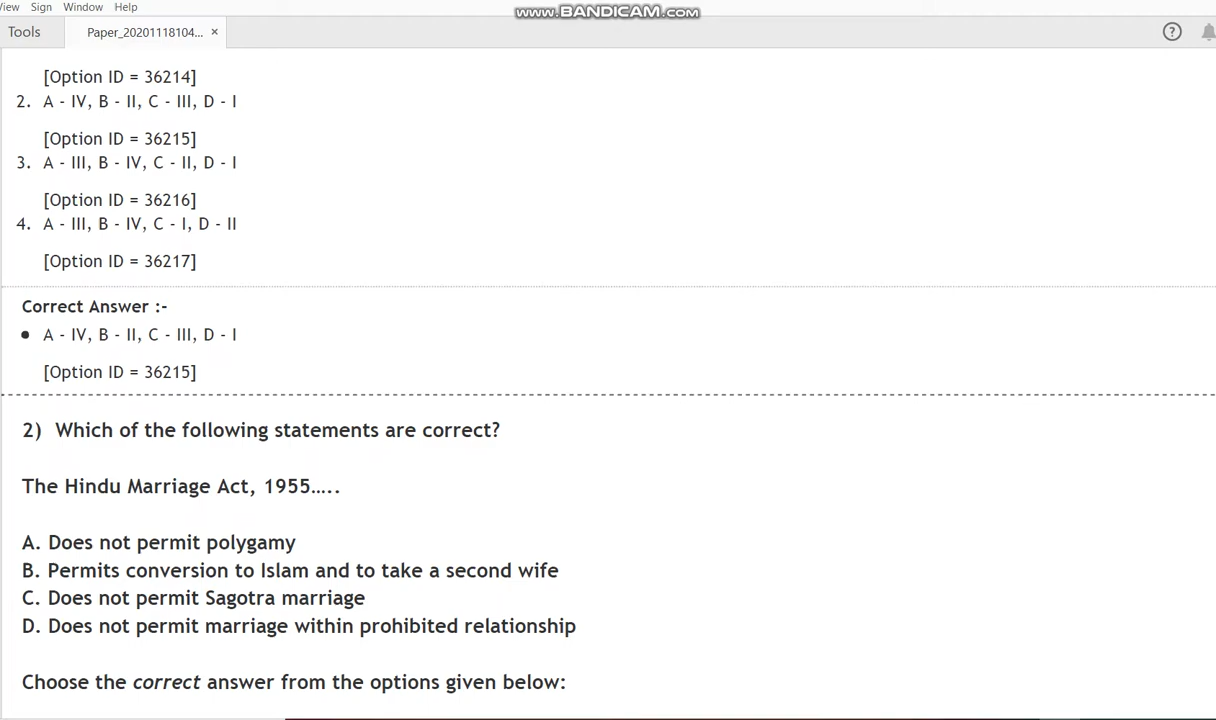 View Sign Window Help
www.BANDICAM.com
Tools Paper_20201118104... ×
?
[Option ID = 36214]
2. A - IV, B - II, C - III, D - I
[Option ID = 36215]
3. A - III, B - IV, C - II, D - I
[Option ID = 36216]
4. A - III, B - IV, C - I, D - II
[Option ID = 36217]
Correct Answer :-
● A - IV, B - II, C - III, D - I
[Option ID = 36215]
2) Which of the following statements are correct?
The Hindu Marriage Act, 1955…..
A. Does not permit polygamy
B. Permits conversion to Islam and to take a second wife
C. Does not permit Sagotra marriage
D. Does not permit marriage within prohibited relationship
Choose the correct answer from the options given below: